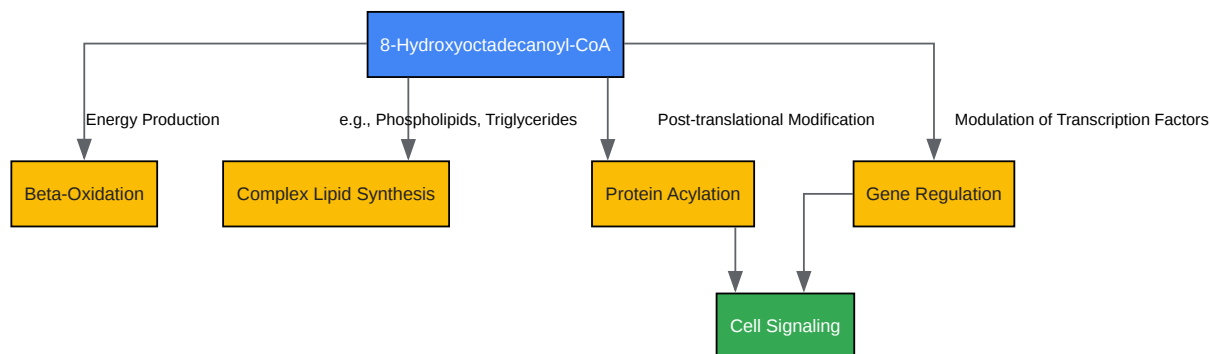 8-Hydroxyoctadecanoyl-CoA
Energy Production
e.g., Phospholipids, Triglycerides
Post-translational Modification
Modulation of Transcription Factors
Beta-Oxidation
Complex Lipid Synthesis
Protein Acylation
Gene Regulation
Cell Signaling